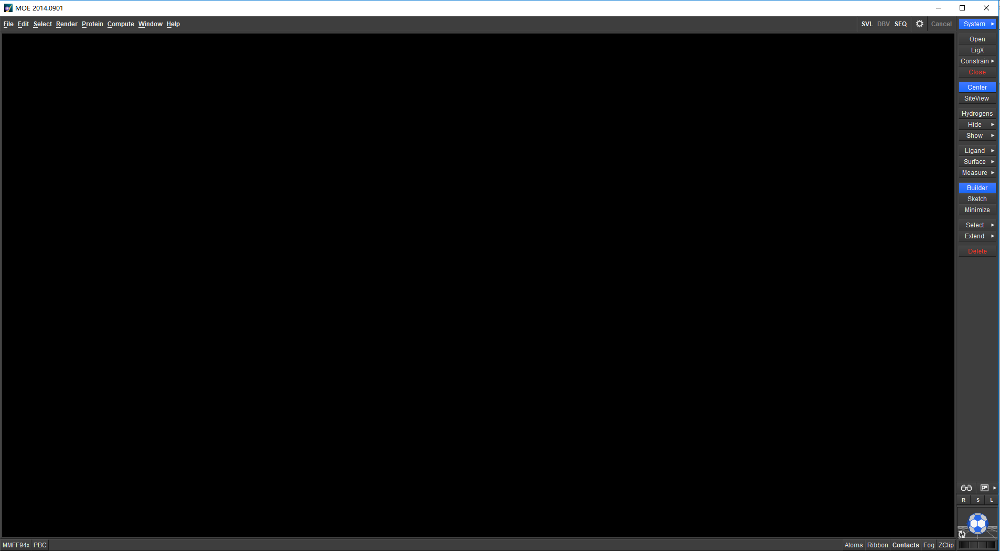 MOE 2014.0901
File Edit Select Render Protein Compute Window Help
SVL DBV SEQ Cancel
System
Open
LigX
Constrain
Close
Center
SiteView
Hydrogens
Hide
Show
Ligand
Surface
Measure
Builder
Sketch
Minimize
Select
Extend
Delete
R S L
MMFF94x PBC
Atoms Ribbon Contacts Fog ZClip